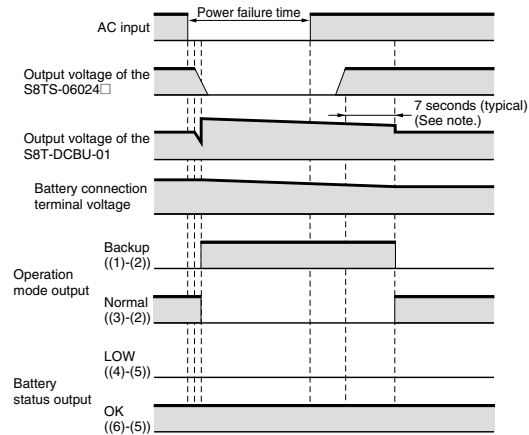 Power failure time
AC input
Output voltage of the
S8TS-06024□
7 seconds (typical)
(See note.)
Output voltage of the
S8T-DCBU-01
Battery connection
terminal voltage
Backup
((1)-(2))
Operation
mode output
Normal
((3)-(2))
LOW
((4)-(5))
Battery
status output
OK
((6)-(5))